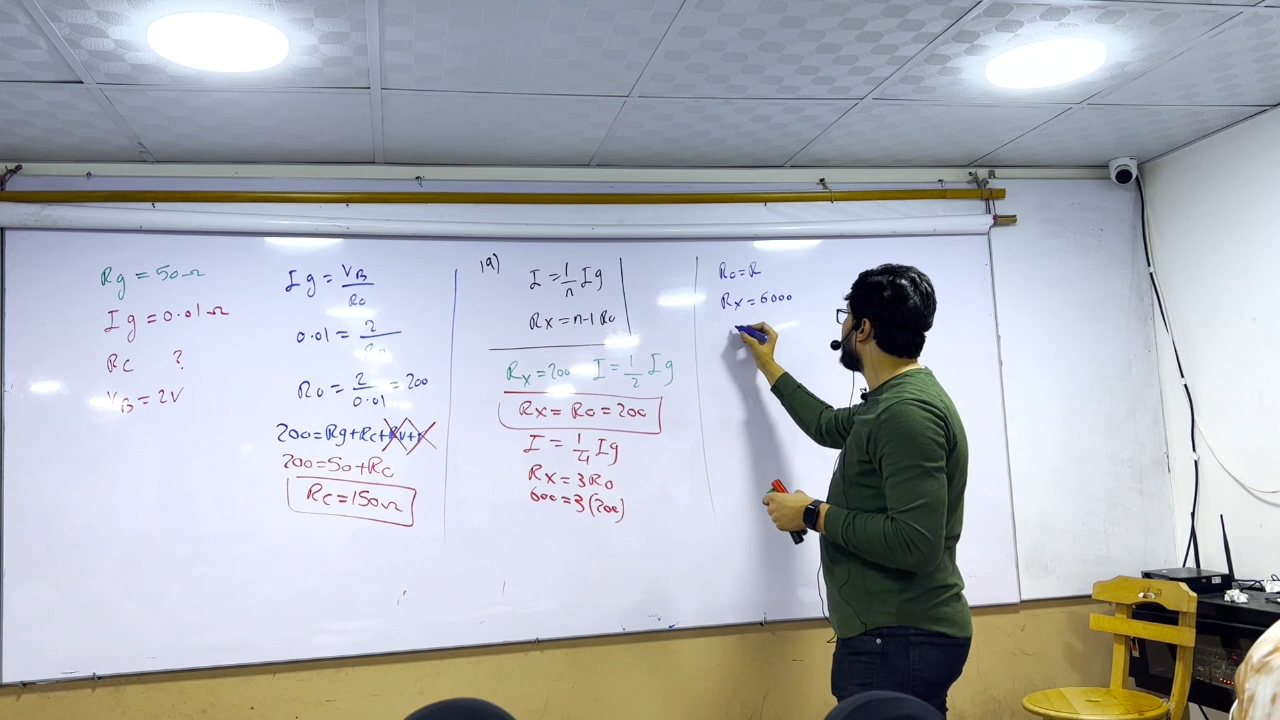 Rg = 50Ω
Ig = 0.01Ω
Rc ?
VB = 2V
Ig = VB/Ro
0.01 = 2/Ro
Ro = 2/0.01 = 200
200 = Rg + Rc + Rv + r
200 = 50 + Rc
Rc = 150Ω
19)
I = 1/n Ig
Rx = n-1 Ro
Rx = 200 I = 1/2 Ig
Rx = Ro = 200
I = 1/4 Ig
Rx = 3Ro
600 = 3(200)
Ro = R
Rx = 6000